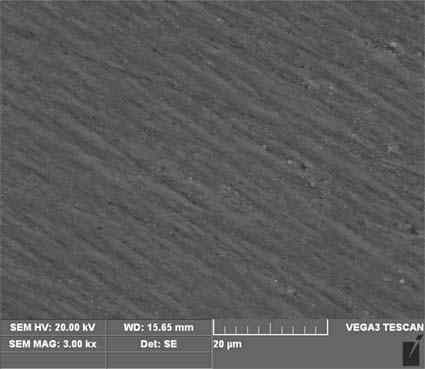 SEM HV: 20.00 kV WD: 15.65 mm VEGA3 TESCAN
SEM MAG: 3.00 kx Det: SE 20 µm